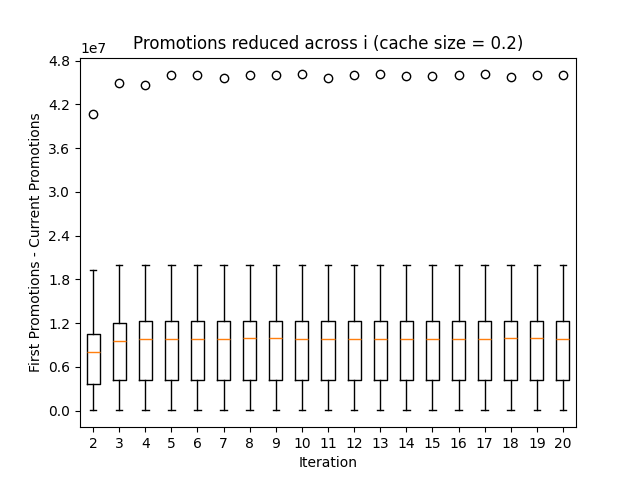 Promotions reduced across i (cache size = 0.2)
1e7
4.8
4.2
3.6
3.0
2.4
1.8
1.2
0.6
0.0
First Promotions - Current Promotions
2 3 4 5 6 7 8 9 10 11 12 13 14 15 16 17 18 19 20
Iteration